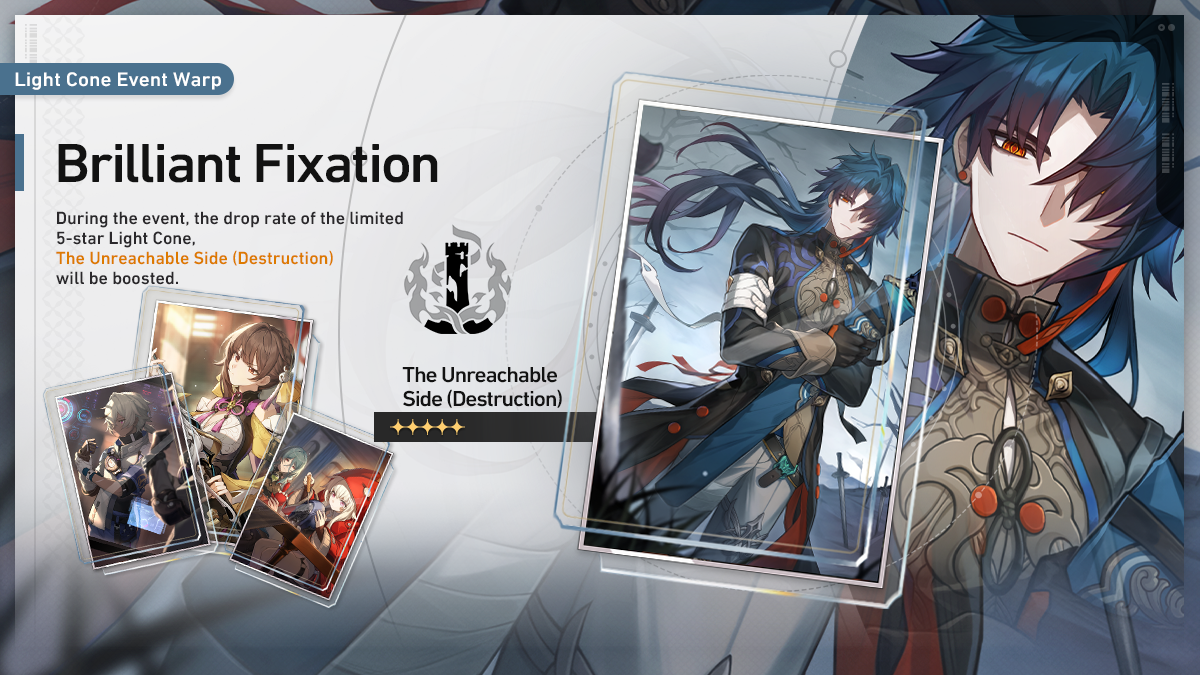 Light Cone Event Warp
Brilliant Fixation
During the event, the drop rate of the limited
5-star Light Cone,
The Unreachable Side (Destruction)
will be boosted.
The Unreachable
Side (Destruction)